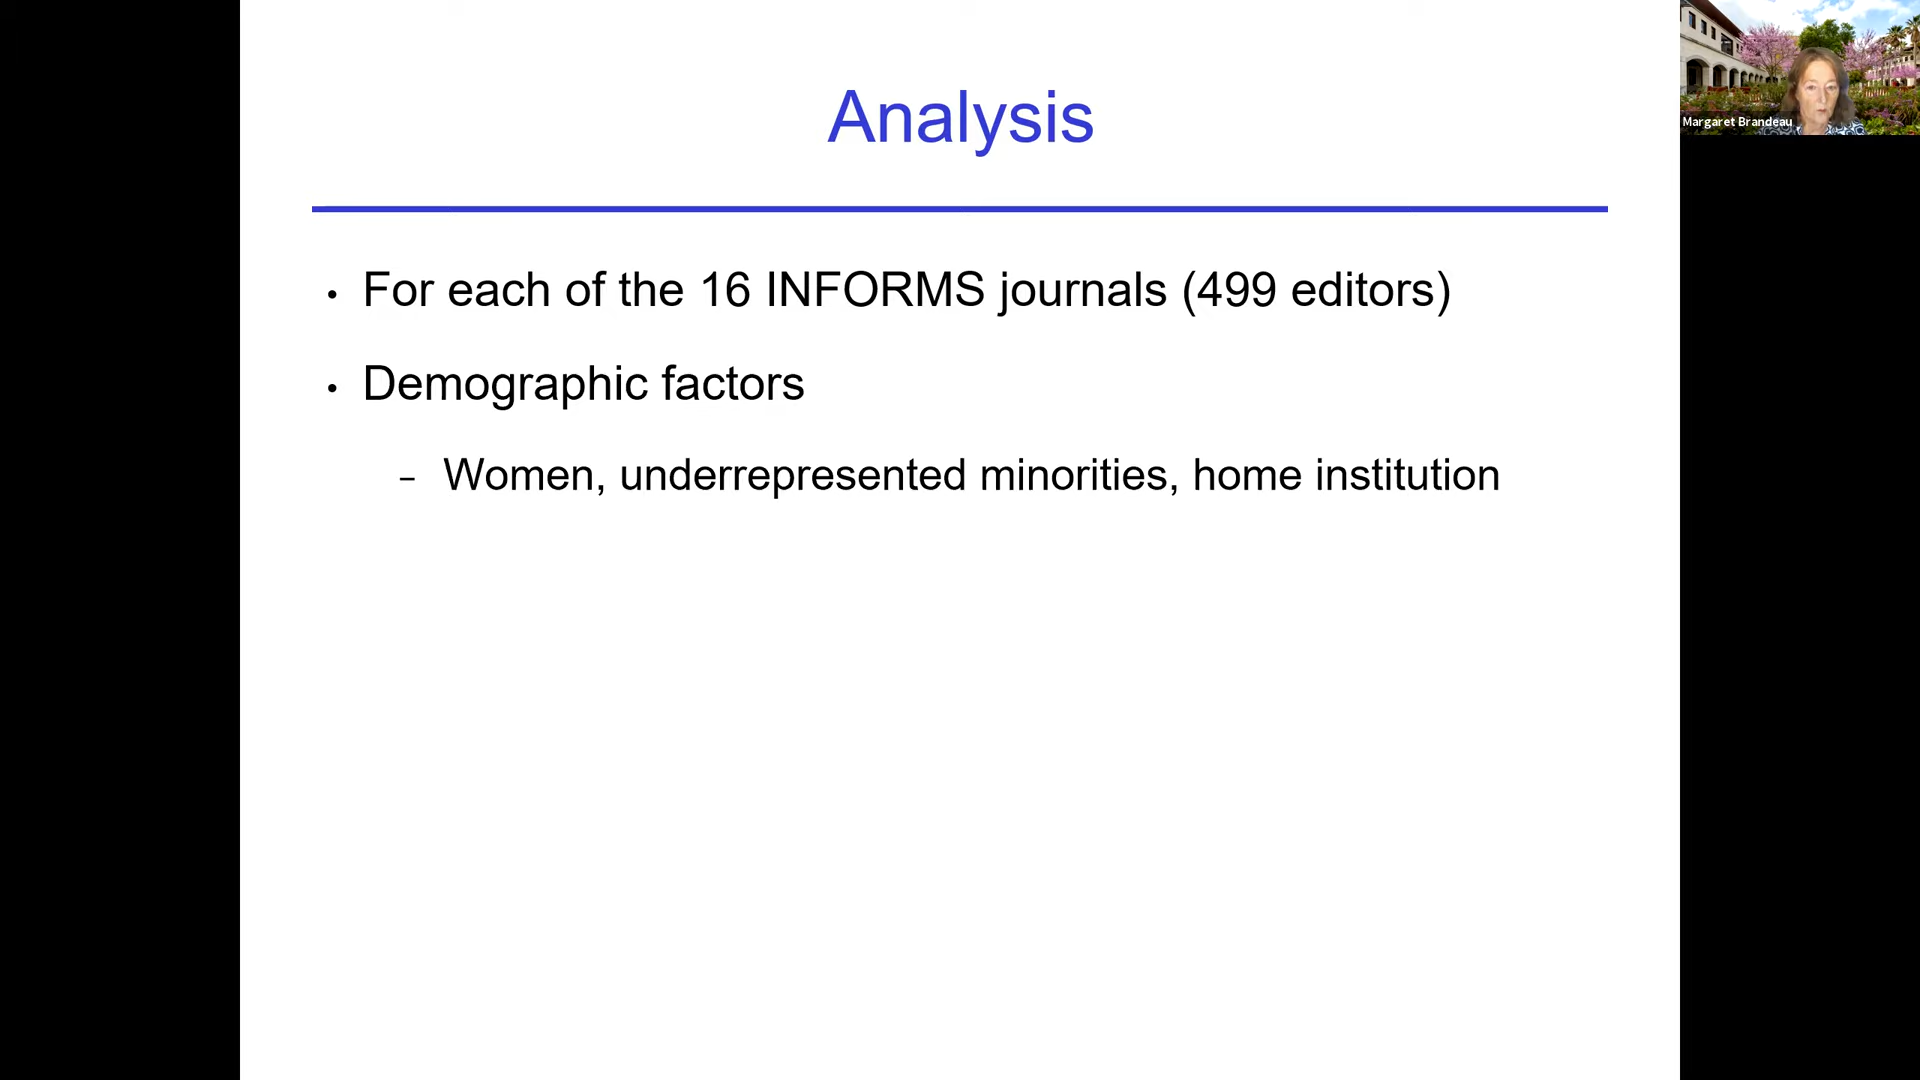 Analysis
• For each of the 16 INFORMS journals (499 editors)
• Demographic factors
– Women, underrepresented minorities, home institution
Margaret Brandeau